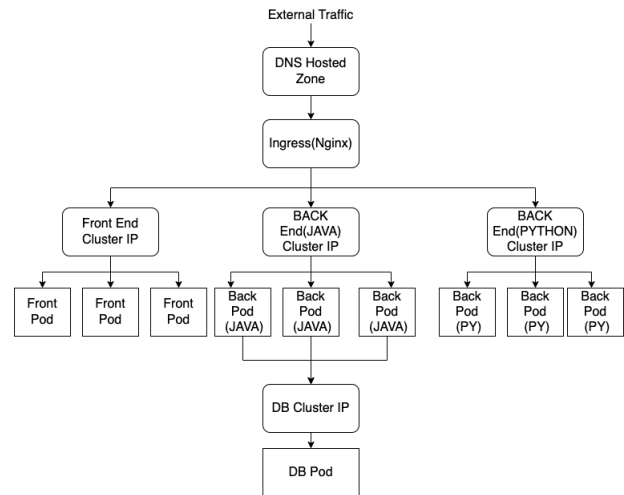 External Traffic
DNS Hosted
Zone
Ingress(Nginx)
Front End
Cluster IP
BACK
End(JAVA)
Cluster IP
BACK
End(PYTHON)
Cluster IP
Front
Pod
Front
Pod
Front
Pod
Back
Pod
(JAVA)
Back
Pod
(JAVA)
Back
Pod
(JAVA)
Back
Pod
(PY)
Back
Pod
(PY)
Back
Pod
(PY)
DB Cluster IP
DB Pod